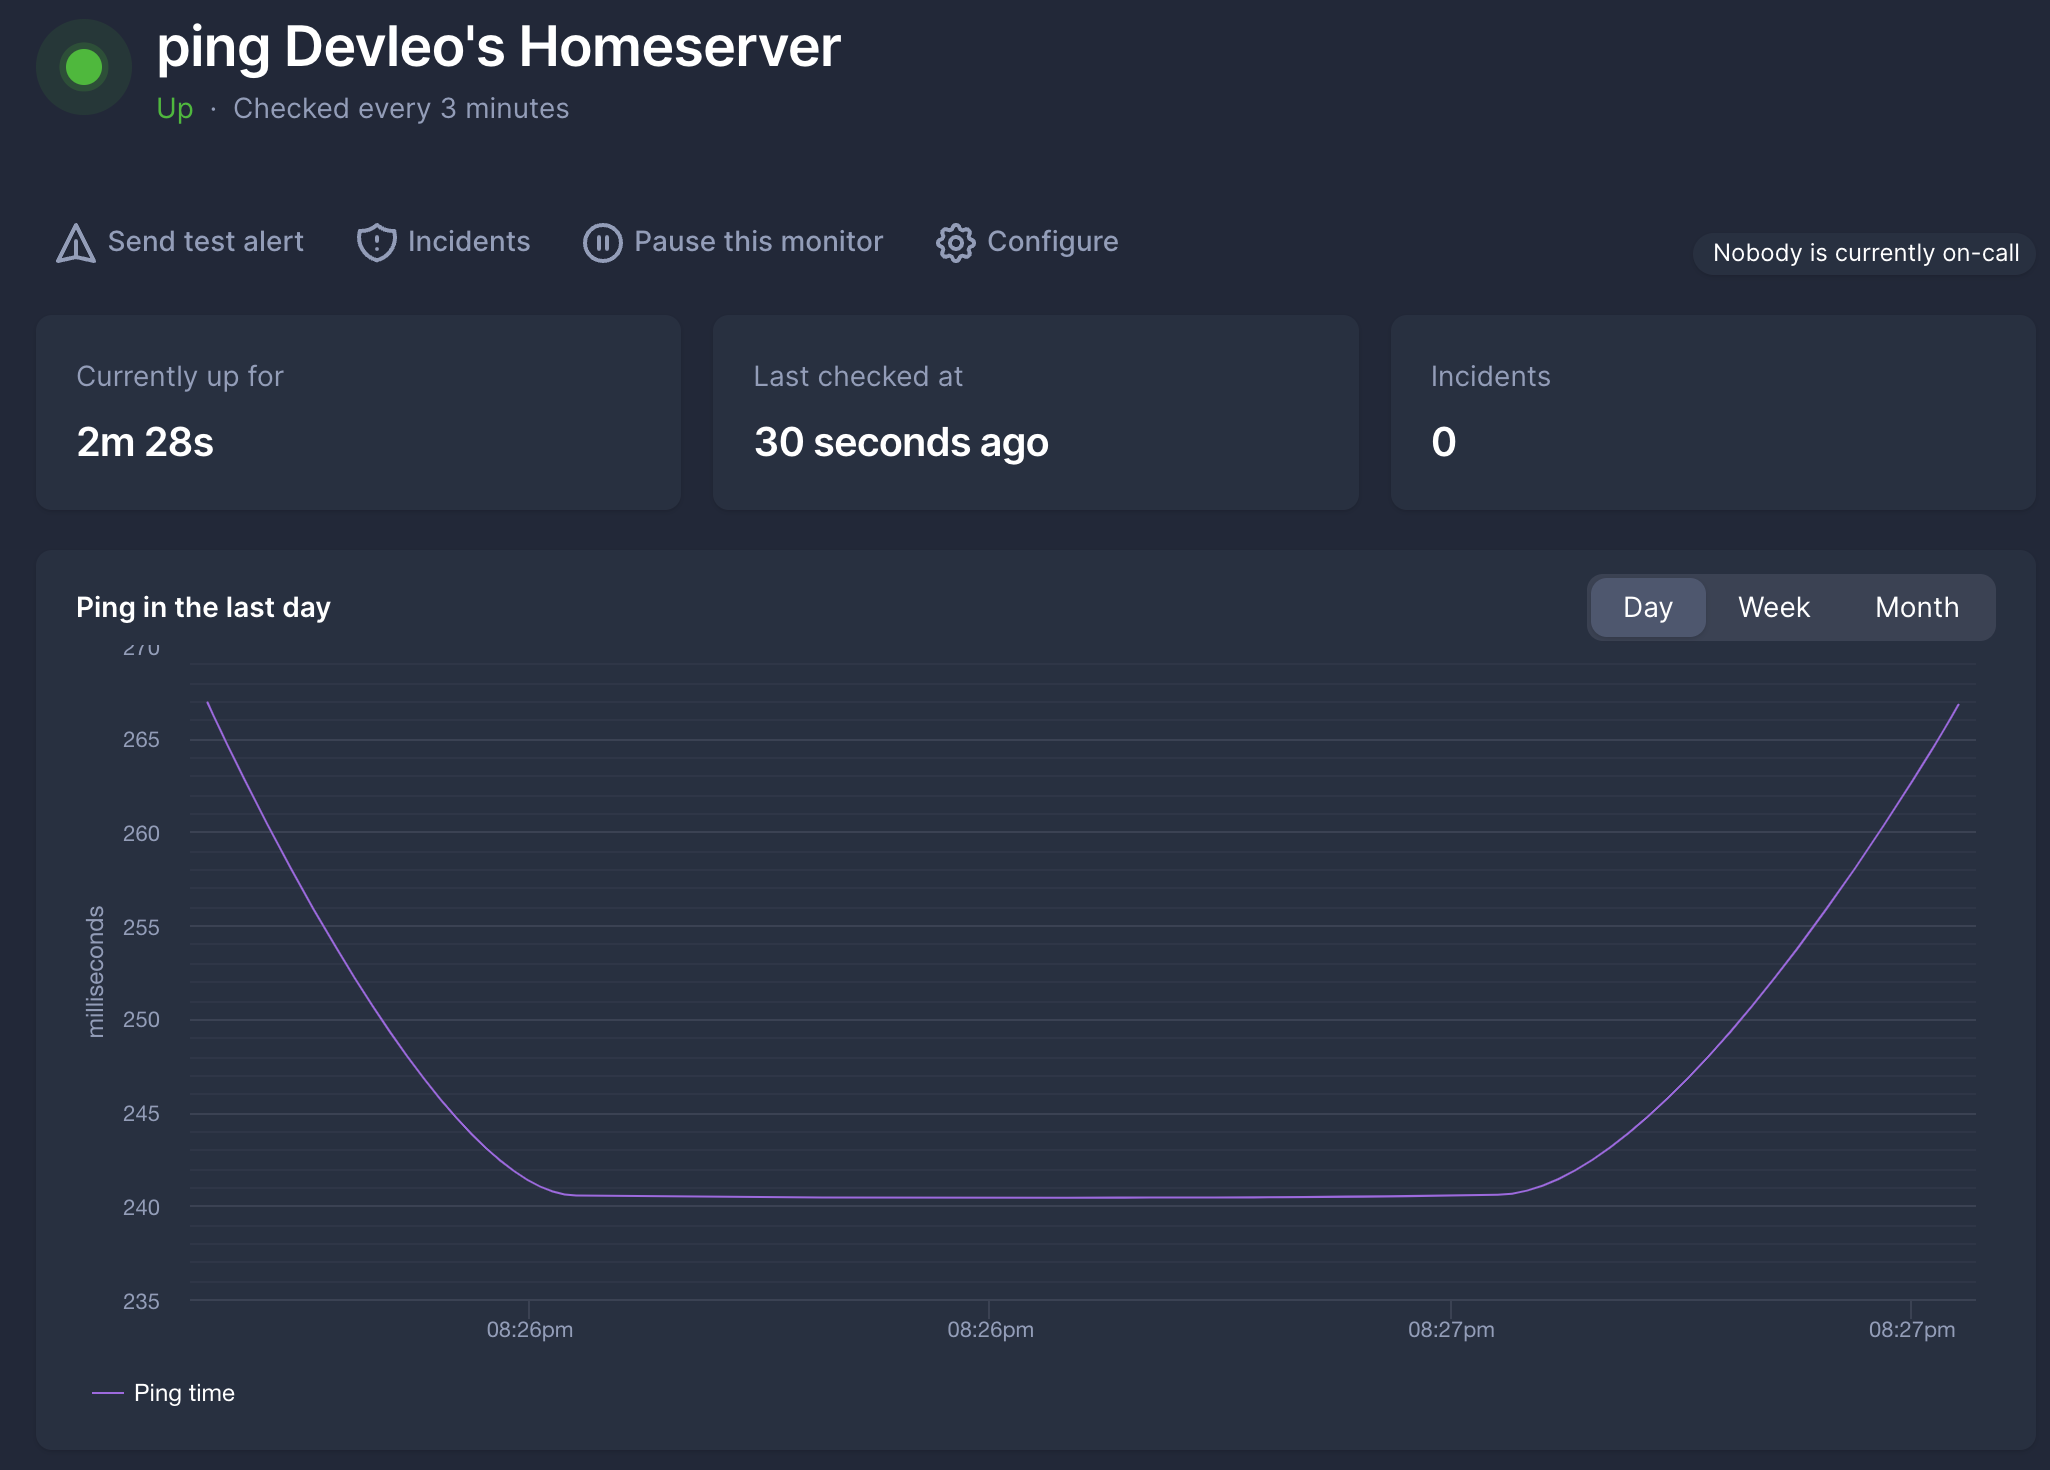 ping Devleo's Homeserver
Up · Checked every 3 minutes
Send test alert
Incidents
Pause this monitor
Configure
Nobody is currently on-call
Currently up for
2m 28s
Last checked at
30 seconds ago
Incidents
0
Ping in the last day
Day
Week
Month
270
265
260
255
250
245
240
235
milliseconds
08:26pm
08:26pm
08:27pm
08:27pm
Ping time